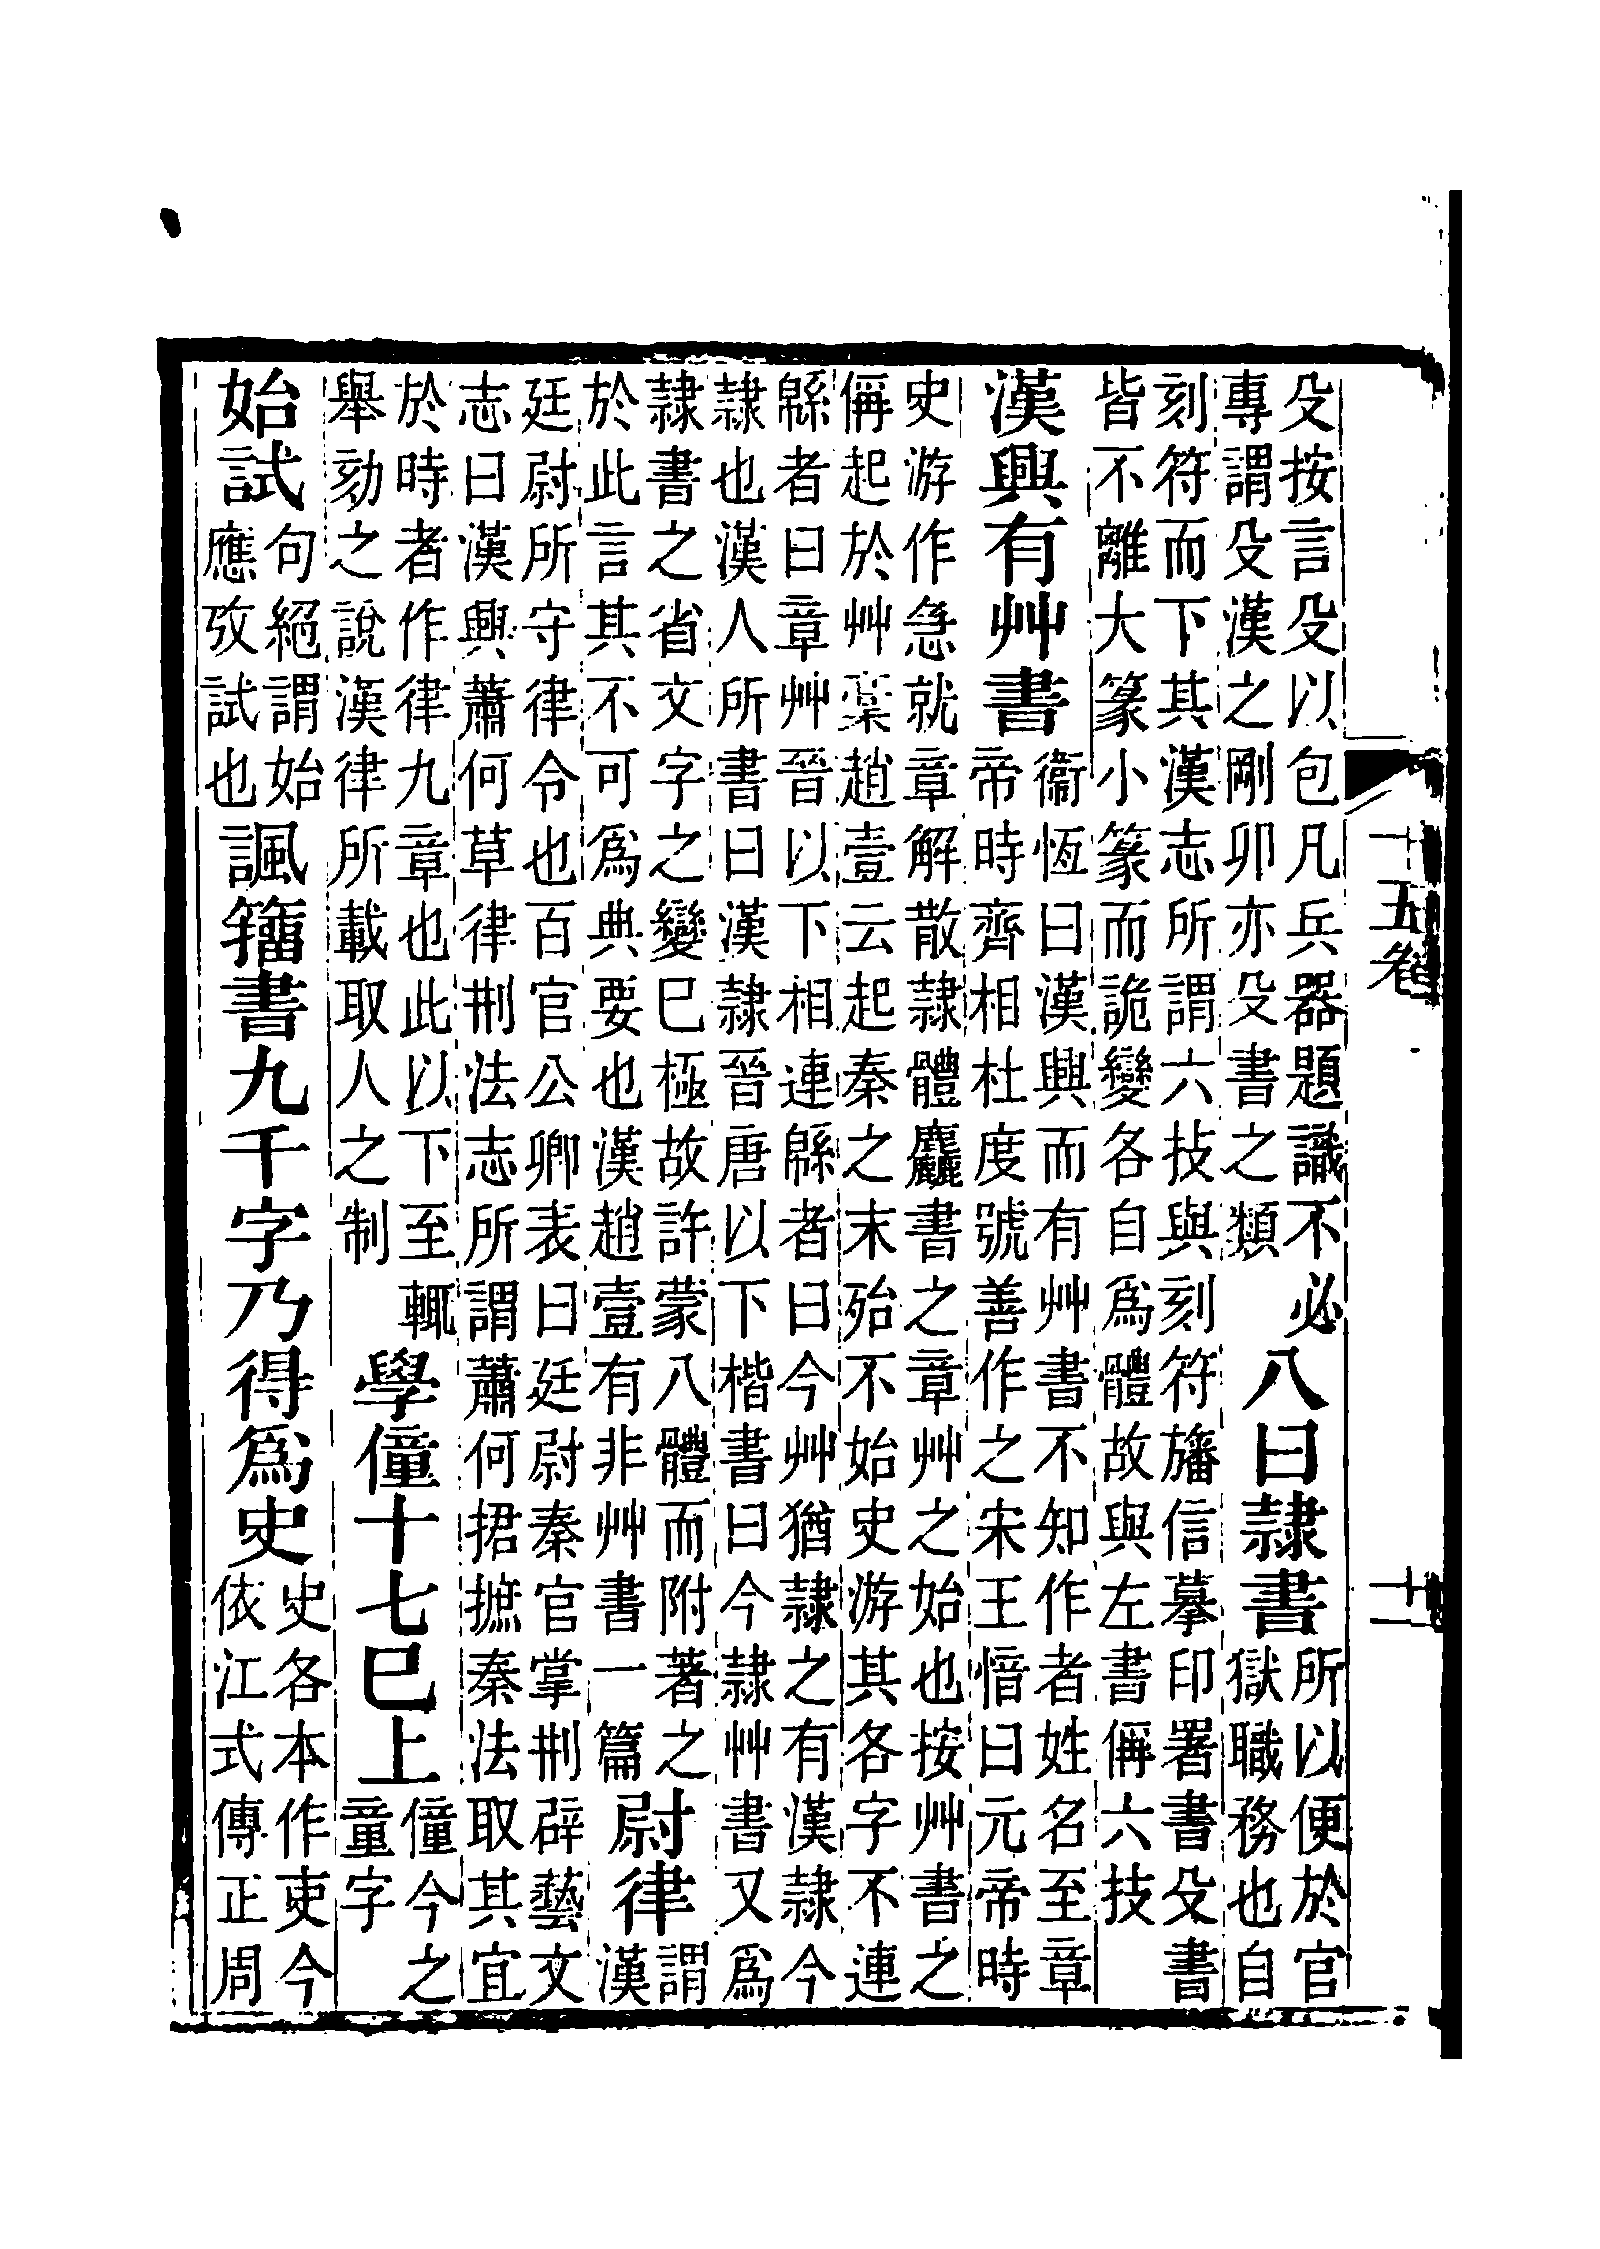 十五卷
十一
殳按言殳以包凡兵器題識不必
專謂殳漢之剛卯亦殳書之類
八曰隸書
所以便於官
獄職務也自
刻符而下其漢志所謂六技與刻符旛信摹印署書殳書
皆不離大篆小篆而詭變各自爲體故與左書偁六技
漢興有艸書
衞恆曰漢興而有艸書不知作者姓名至章
帝時齊相杜度號善作之宋王愔曰元帝時
史游作急就章解散隸體麤書之章艸之始也按艸書之
偁起於艸稾趙壹云起秦之末殆不始史游其各字不連
緜者曰章艸晉以下相連緜者曰今艸猶隸之有漢隸今
隸也漢人所書曰漢隸晉唐以下楷書曰今隸艸書又爲
隸書之省文字之變巳極故許蒙八體而附著之
於此言其不可爲典要也漢趙壹有非艸書一篇
尉律
謂
漢
廷尉所守律令也百官公卿表曰廷尉秦官掌刑辟藝文
志曰漢興蕭何草律刑法志所謂蕭何捃摭秦法取其宜
於時者作律九章也此以下至輒
舉劾之說漢律所載取人之制
學僮十七巳上
僮今之
童字
始試
句絕謂始
應攷試也
諷籒書九千字乃得爲史
史各本作吏今
依江式傳正周